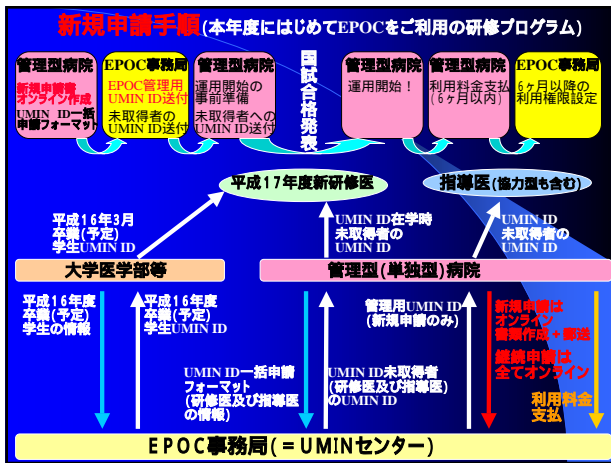 新規申請手順(本年度にはじめてEPOCをご利用の研修プログラム)
管理型病院
新規申請書
オンライン作成
UMIN ID一括
申請フォーマット
EPOC事務局
EPOC管理用
UMIN ID送付
未取得者の
UMIN ID送付
管理型病院
運用開始の
事前準備
未取得者への
UMIN ID送付
国試合格発表
管理型病院
運用開始!
管理型病院
利用料金支払
(6ヶ月以内)
EPOC事務局
6ヶ月以降の
利用権限設定
平成17年度新研修医
指導医(協力型も含む)
平成16年3月
卒業(予定)
学生UMIN ID
UMIN ID在学時
未取得者の
UMIN ID
UMIN ID
未取得者の
UMIN ID
大学医学部等
管理型(単独型)病院
平成16年度
卒業(予定)
学生の情報
平成16年度
卒業(予定)
学生UMIN ID
管理用UMIN ID
(新規申請のみ)
新規申請は
オンライン
書類作成+郵送
継続申請は
全てオンライン
UMIN ID一括申請
フォーマット
(研修医及び指導医
の情報)
UMIN ID未取得者
(研修医及び指導医)
のUMIN ID
利用料金
支払
EPOC事務局(=UMINセンター)